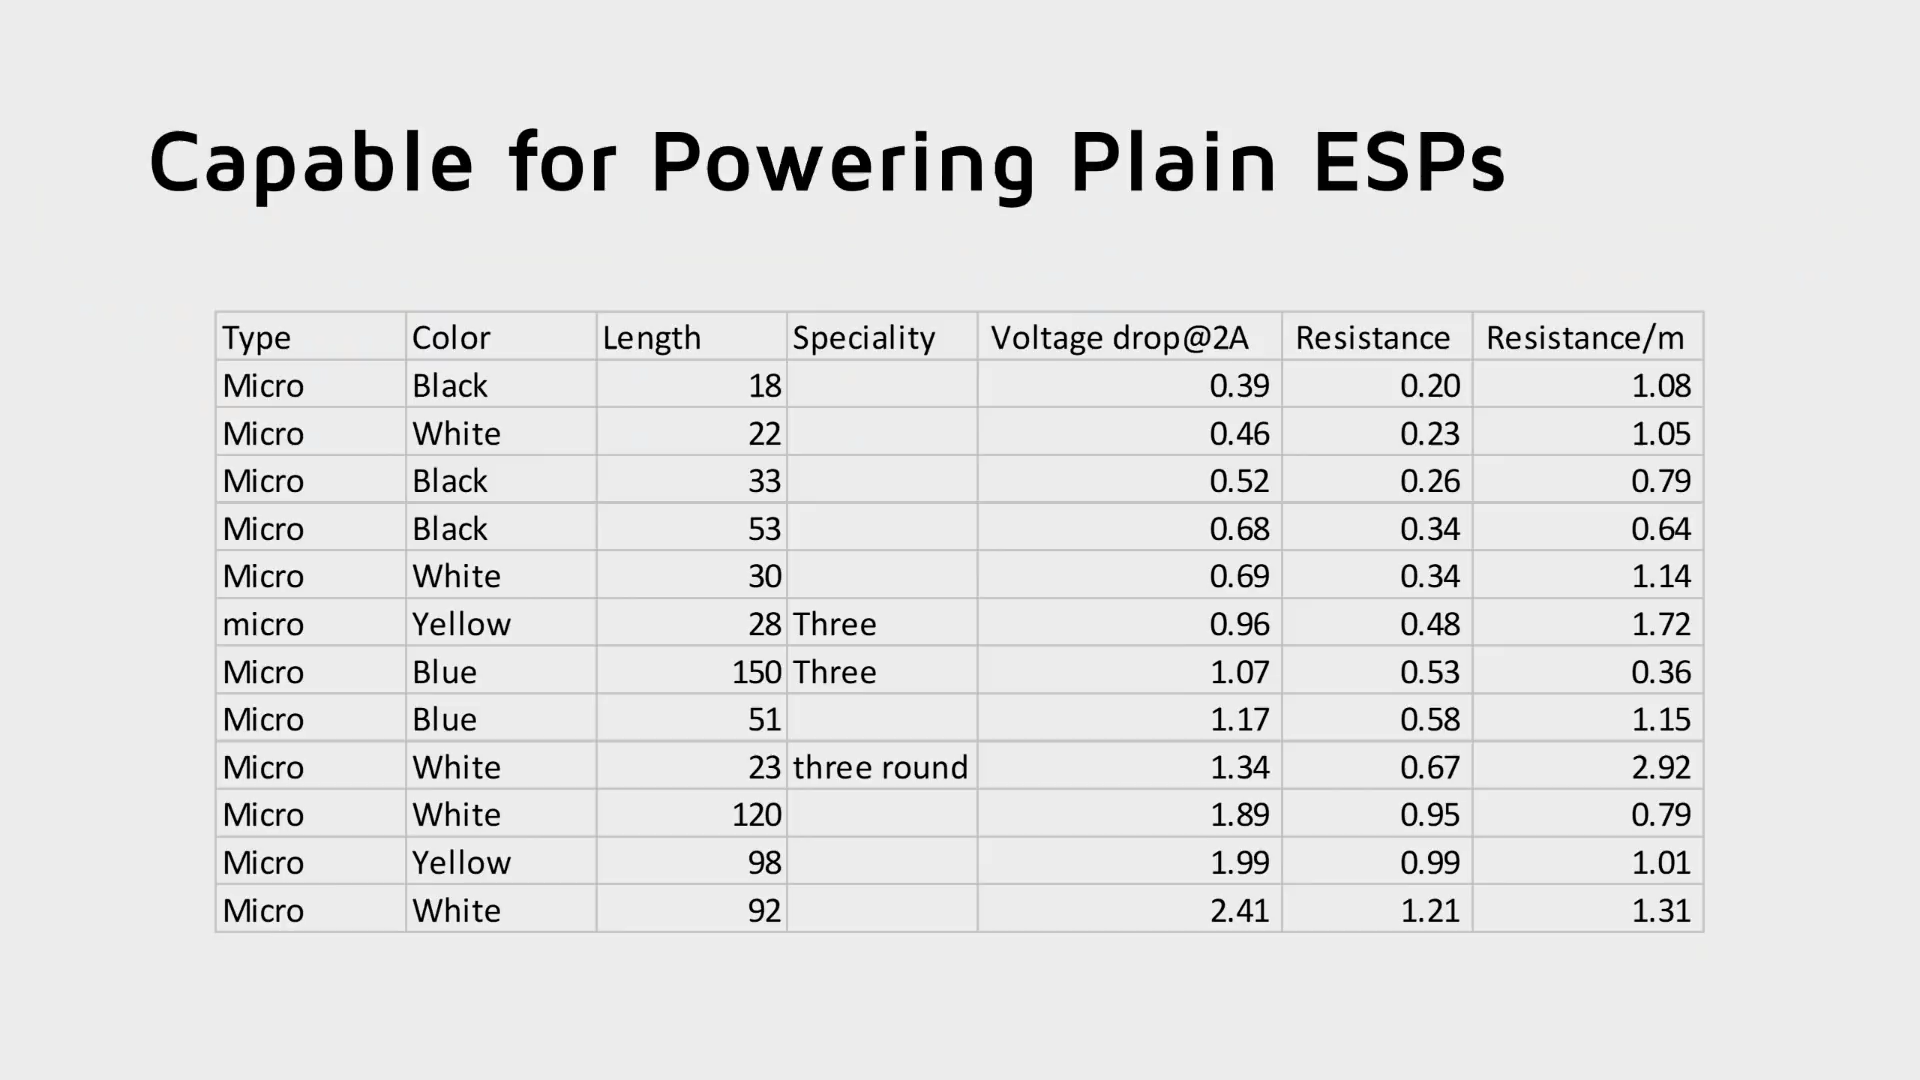 Capable for Powering Plain ESPs
Type Color Length Speciality Voltage drop@2A Resistance Resistance/m
Micro Black 18 0.39 0.20 1.08
Micro White 22 0.46 0.23 1.05
Micro Black 33 0.52 0.26 0.79
Micro Black 53 0.68 0.34 0.64
Micro White 30 0.69 0.34 1.14
micro Yellow 28 Three 0.96 0.48 1.72
Micro Blue 150 Three 1.07 0.53 0.36
Micro Blue 51 1.17 0.58 1.15
Micro White 23 three round 1.34 0.67 2.92
Micro White 120 1.89 0.95 0.79
Micro Yellow 98 1.99 0.99 1.01
Micro White 92 2.41 1.21 1.31